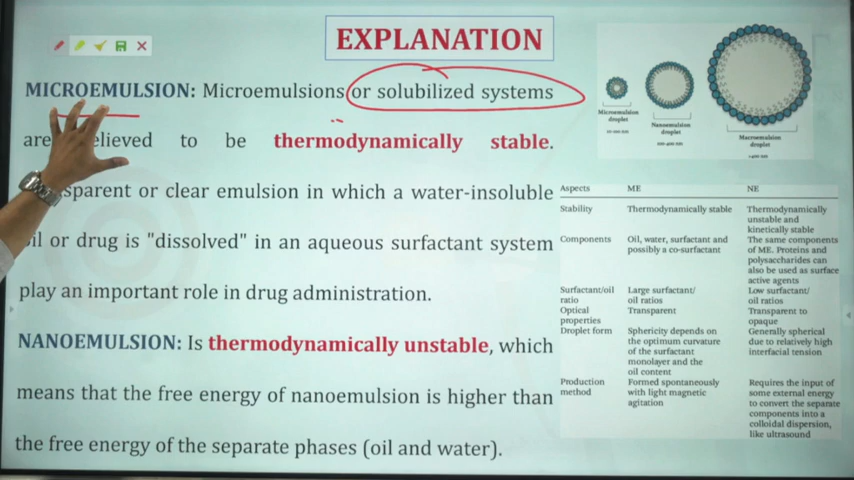 EXPLANATION
MICROEMULSION: Microemulsions or solubilized systems
are elieved to be thermodynamically stable.
sparent or clear emulsion in which a water-insoluble
il or drug is "dissolved" in an aqueous surfactant system
play an important role in drug administration.
NANOEMULSION: Is thermodynamically unstable, which
means that the free energy of nanoemulsion is higher than
the free energy of the separate phases (oil and water).
Microemulsion
droplet
Nanoemulsion
droplet
Macroemulsion
droplet
Aspects ME NE
Stability Thermodynamically stable Thermodynamically
unstable and
kinetically stable
Components Oil, water, surfactant and The same components
possibly a co-surfactant of ME. Proteins and
polysaccharides can
also be used as surface
active agents
Surfactant/oil Large surfactant/ Low surfactant/
ratio oil ratios oil ratios
Optical Transparent Transparent to
properties opaque
Droplet form Sphericity depends on Generally spherical
the optimum curvature due to relatively high
of the surfactant interfacial tension
monolayer and the
oil content
Production Formed spontaneously Requires the input of
method with light magnetic some external energy
agitation to convert the separate
components into a
colloidal dispersion,
like ultrasound